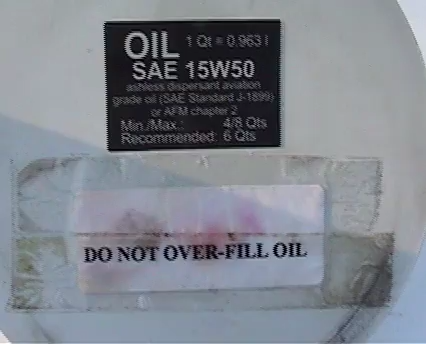 OIL 1 Qt = 0.963 l
SAE 15W50
ashless dispersant aviation
grade oil (SAE Standard J-1899)
or AFM chapter 2
Min./Max.: 4/8 Qts
Recommended: 6 Qts
DO NOT OVER-FILL OIL